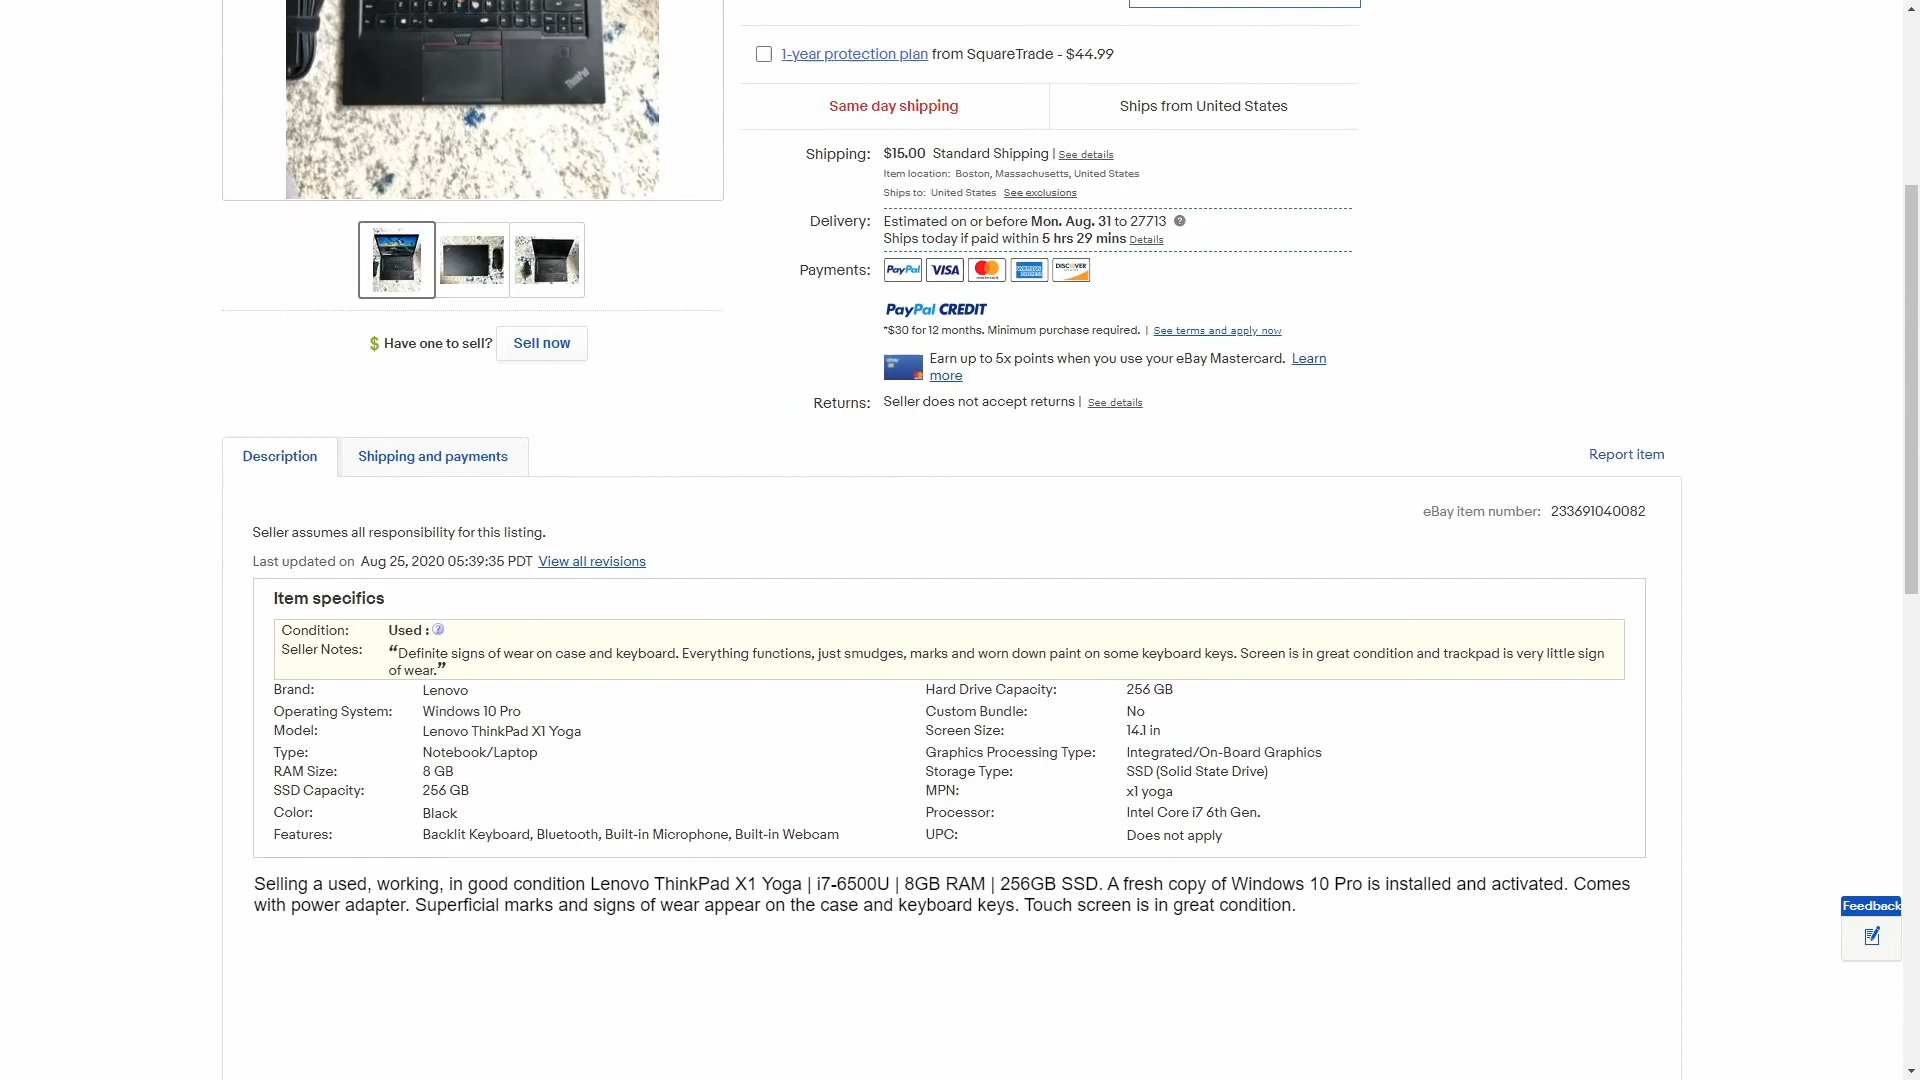 ThinkPad
1-year protection plan from SquareTrade - $44.99
Same day shipping
Ships from United States
Shipping: $15.00 Standard Shipping | See details
Item location: Boston, Massachusetts, United States
Ships to: United States See exclusions
Delivery: Estimated on or before Mon. Aug. 31 to 27713
Ships today if paid within 5 hrs 29 mins Details
Payments: PayPal VISA mastercard AMERICAN EXPRESS DISCOVER
PayPal CREDIT
*$30 for 12 months. Minimum purchase required. | See terms and apply now
Earn up to 5x points when you use your eBay Mastercard. Learn
more
Returns: Seller does not accept returns | See details
$ Have one to sell? Sell now
Description
Shipping and payments
Report item
eBay item number: 233691040082
Seller assumes all responsibility for this listing.
Last updated on Aug 25, 2020 05:39:35 PDT View all revisions
Item specifics
Condition: Used :
Seller Notes: “Definite signs of wear on case and keyboard. Everything functions, just smudges, marks and worn down paint on some keyboard keys. Screen is in great condition and trackpad is very little sign
of wear.”
Brand: Lenovo Hard Drive Capacity: 256 GB
Operating System: Windows 10 Pro Custom Bundle: No
Model: Lenovo ThinkPad X1 Yoga Screen Size: 14.1 in
Type: Notebook/Laptop Graphics Processing Type: Integrated/On-Board Graphics
RAM Size: 8 GB Storage Type: SSD (Solid State Drive)
SSD Capacity: 256 GB MPN: x1 yoga
Color: Black Processor: Intel Core i7 6th Gen.
Features: Backlit Keyboard, Bluetooth, Built-in Microphone, Built-in Webcam UPC: Does not apply
Selling a used, working, in good condition Lenovo ThinkPad X1 Yoga | i7-6500U | 8GB RAM | 256GB SSD. A fresh copy of Windows 10 Pro is installed and activated. Comes
with power adapter. Superficial marks and signs of wear appear on the case and keyboard keys. Touch screen is in great condition.
Feedback